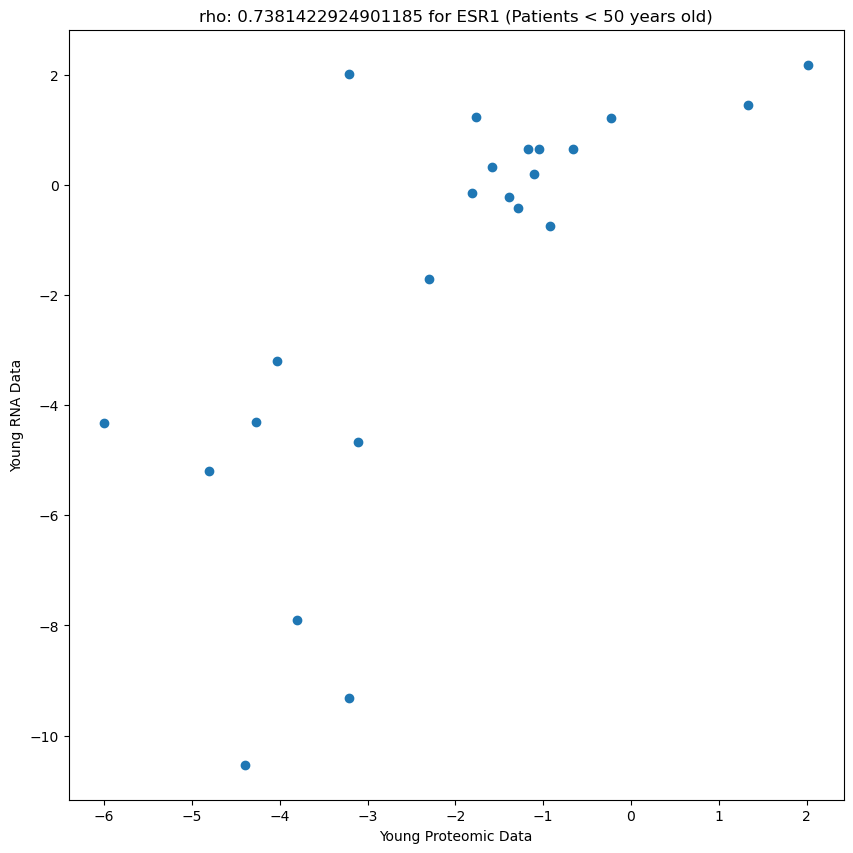 rho: 0.7381422924901185 for ESR1 (Patients < 50 years old)
2
0
−2
−4
−6
−8
−10
Young RNA Data
−6 −5 −4 −3 −2 −1 0 1 2
Young Proteomic Data